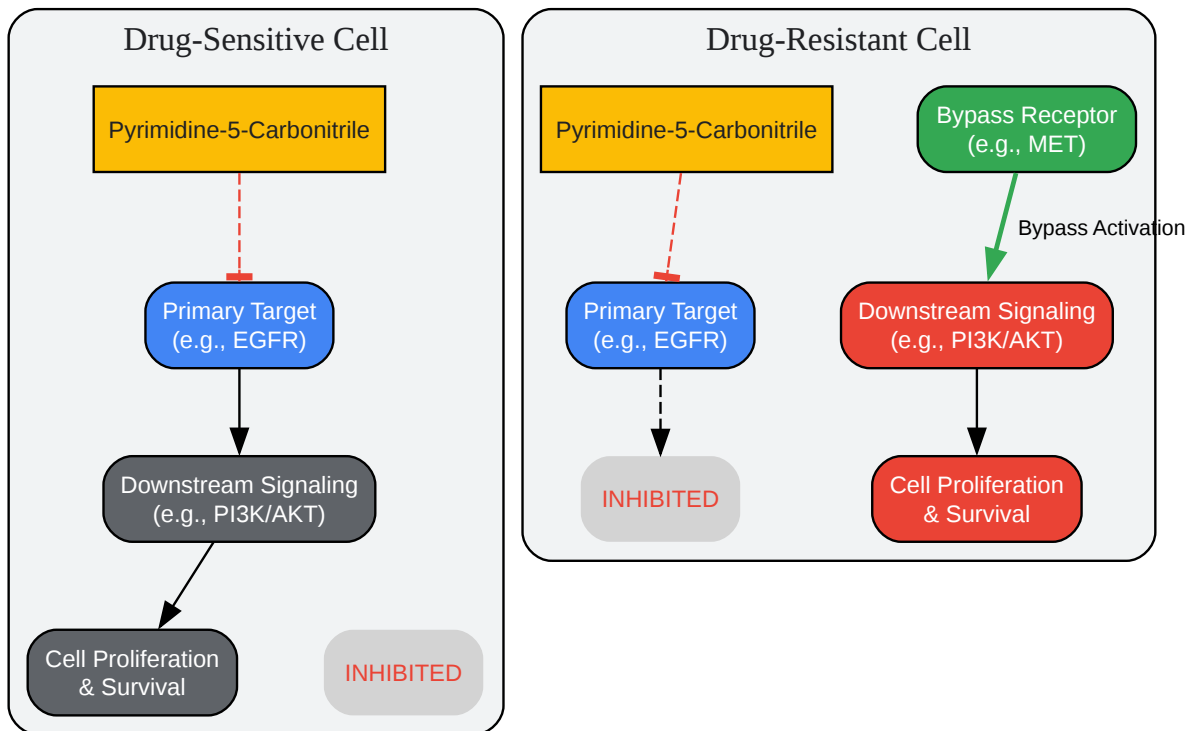 Drug-Sensitive Cell
Pyrimidine-5-Carbonitrile
Primary Target
(e.g., EGFR)
Downstream Signaling
(e.g., PI3K/AKT)
Cell Proliferation
& Survival
INHIBITED
Drug-Resistant Cell
Pyrimidine-5-Carbonitrile
Bypass Receptor
(e.g., MET)
Bypass Activation
Primary Target
(e.g., EGFR)
Downstream Signaling
(e.g., PI3K/AKT)
INHIBITED
Cell Proliferation
& Survival